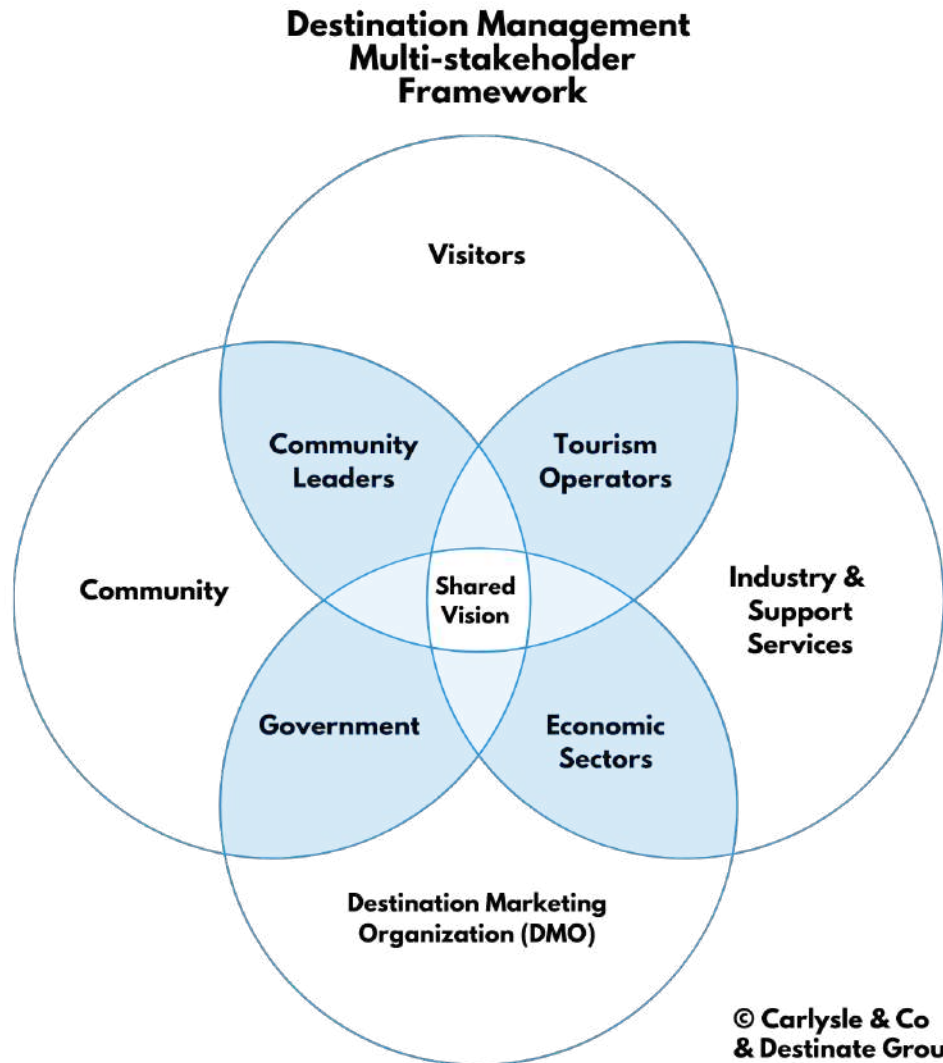 Destination Management
Multi-stakeholder
Framework
Visitors
Community
Leaders
Tourism
Operators
Community
Shared
Vision
Industry &
Support
Services
Government
Economic
Sectors
Destination Marketing
Organization (DMO)
© Carlysle & Co
& Destinate Grou